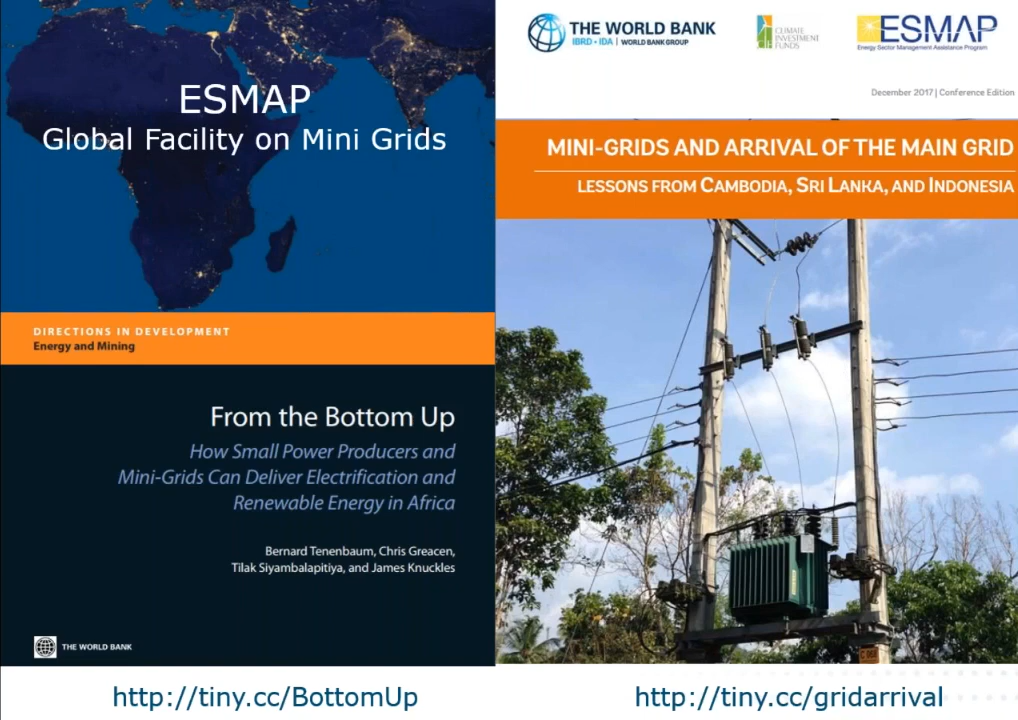 ESMAP
Global Facility on Mini Grids
DIRECTIONS IN DEVELOPMENT
Energy and Mining
From the Bottom Up
How Small Power Producers and
Mini-Grids Can Deliver Electrification and
Renewable Energy in Africa
Bernard Tenenbaum, Chris Greacen,
Tilak Siyambalapitiya, and James Knuckles
THE WORLD BANK
http://tiny.cc/BottomUp
THE WORLD BANK
IBRD • IDA | WORLD BANK GROUP
CLIMATE
INVESTMENT
FUNDS
ESMAP
Energy Sector Management Assistance Program
December 2017 | Conference Edition
MINI-GRIDS AND ARRIVAL OF THE MAIN GRID
LESSONS FROM CAMBODIA, SRI LANKA, AND INDONESIA
http://tiny.cc/gridarrival